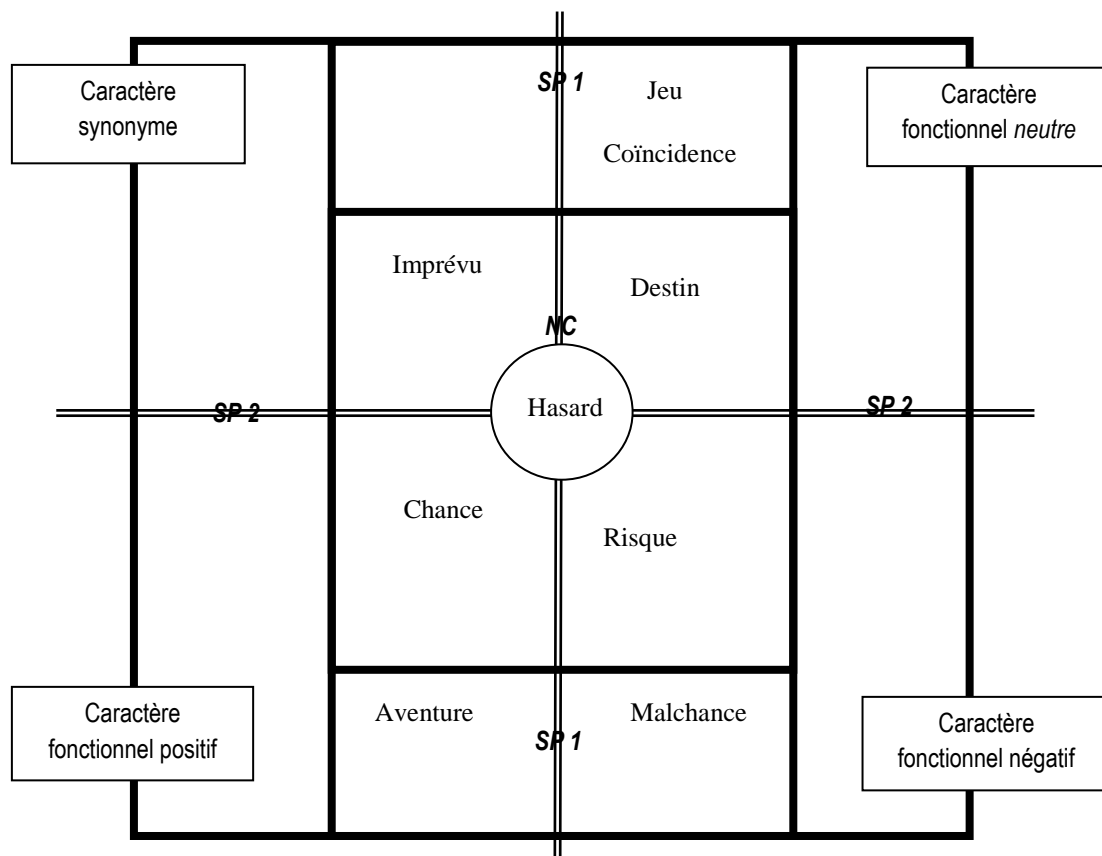 SP 1
Jeu
Caractère
synonyme
Caractère
fonctionnel neutre
Coïncidence
Imprévu
Destin
NC
Hasard
SP 2
SP 2
Chance
Risque
Aventure
Malchance
SP 1
Caractère
fonctionnel positif
Caractère
fonctionnel négatif